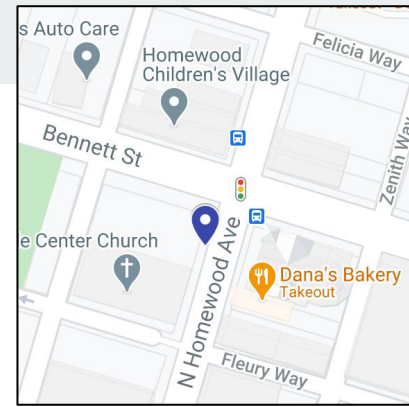 s Auto Care
Homewood
Children's Village
Felicia Way
Bennett St
Zenith Way
e Center Church
N Homewood Ave
Dana's Bakery
Takeout
Fleury Way